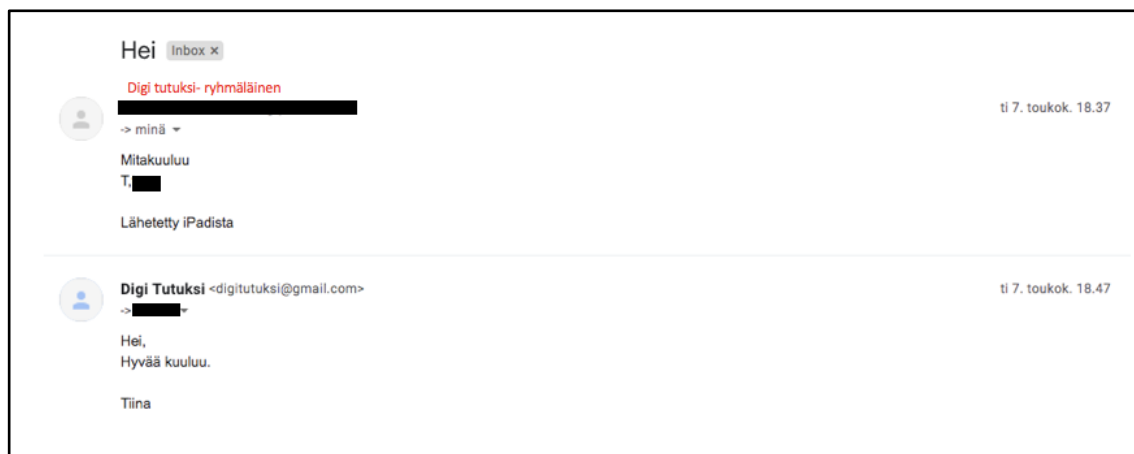 Hei Inbox ×
Digi tutuksi- ryhmäläinen
ti 7. toukok. 18.37
-> minä
Mitakuuluu
T,
Lähetetty iPadista
Digi Tutuksi <digitutuksi@gmail.com>
ti 7. toukok. 18.47
->
Hei,
Hyvää kuuluu.
Tiina